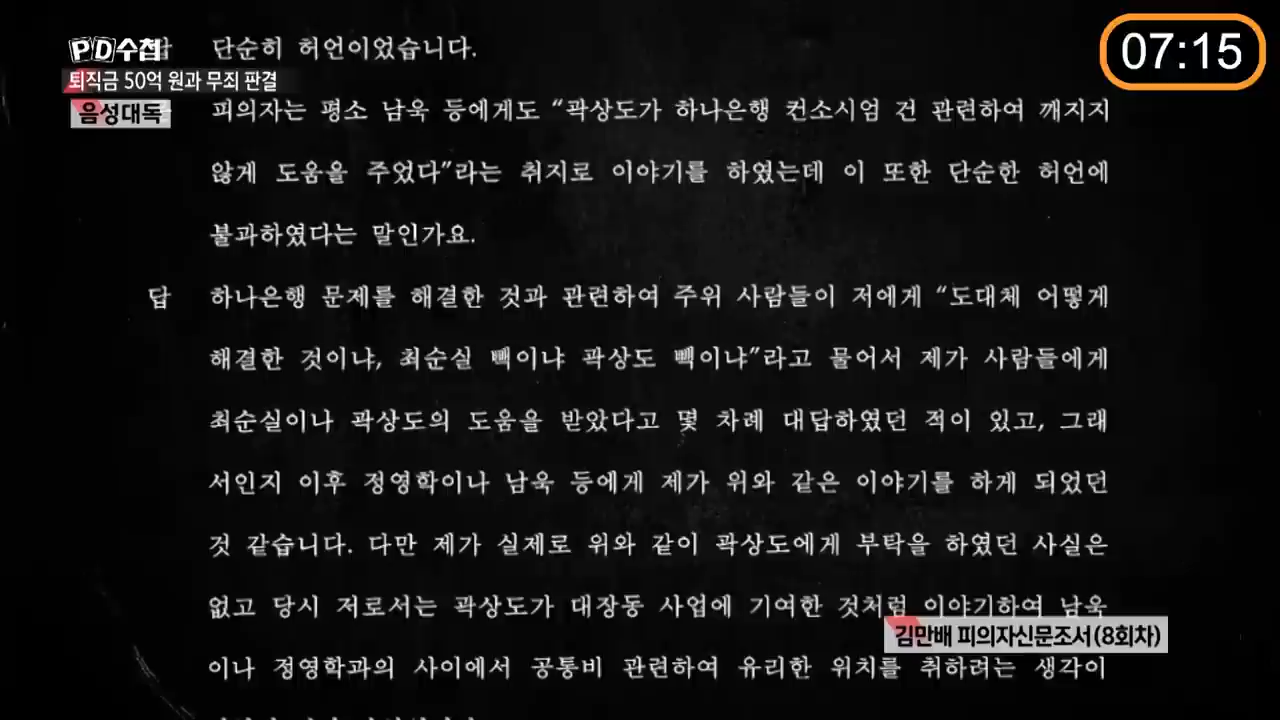 PD수첩
퇴직금 50억 원과 무죄 판결
음성대독
07:15
답 단순히 허언이었습니다.
피의자는 평소 남욱 등에게도 “곽상도가 하나은행 컨소시엄 건 관련하여 깨지지
않게 도움을 주었다”라는 취지로 이야기를 하였는데 이 또한 단순한 허언에
불과하였다는 말인가요.
답 하나은행 문제를 해결한 것과 관련하여 주위 사람들이 저에게 “도대체 어떻게
해결한 것이냐, 최순실 빽이냐 곽상도 빽이냐”라고 물어서 제가 사람들에게
최순실이나 곽상도의 도움을 받았다고 몇 차례 대답하였던 적이 있고, 그래
서인지 이후 정영학이나 남욱 등에게 제가 위와 같은 이야기를 하게 되었던
것 같습니다. 다만 제가 실제로 위와 같이 곽상도에게 부탁을 하였던 사실은
없고 당시 저로서는 곽상도가 대장동 사업에 기여한 것처럼 이야기하여 남욱
이나 정영학과의 사이에서 공통비 관련하여 유리한 위치를 취하려는 생각이
김만배 피의자신문조서(8회차)